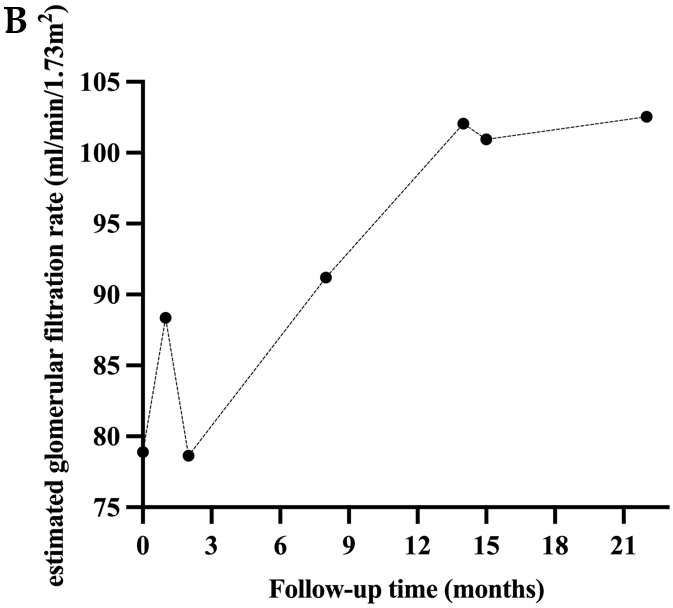 B
estimated glomerular filtration rate (ml/min/1.73m²)
105
100
95
90
85
80
75
0 3 6 9 12 15 18 21
Follow-up time (months)